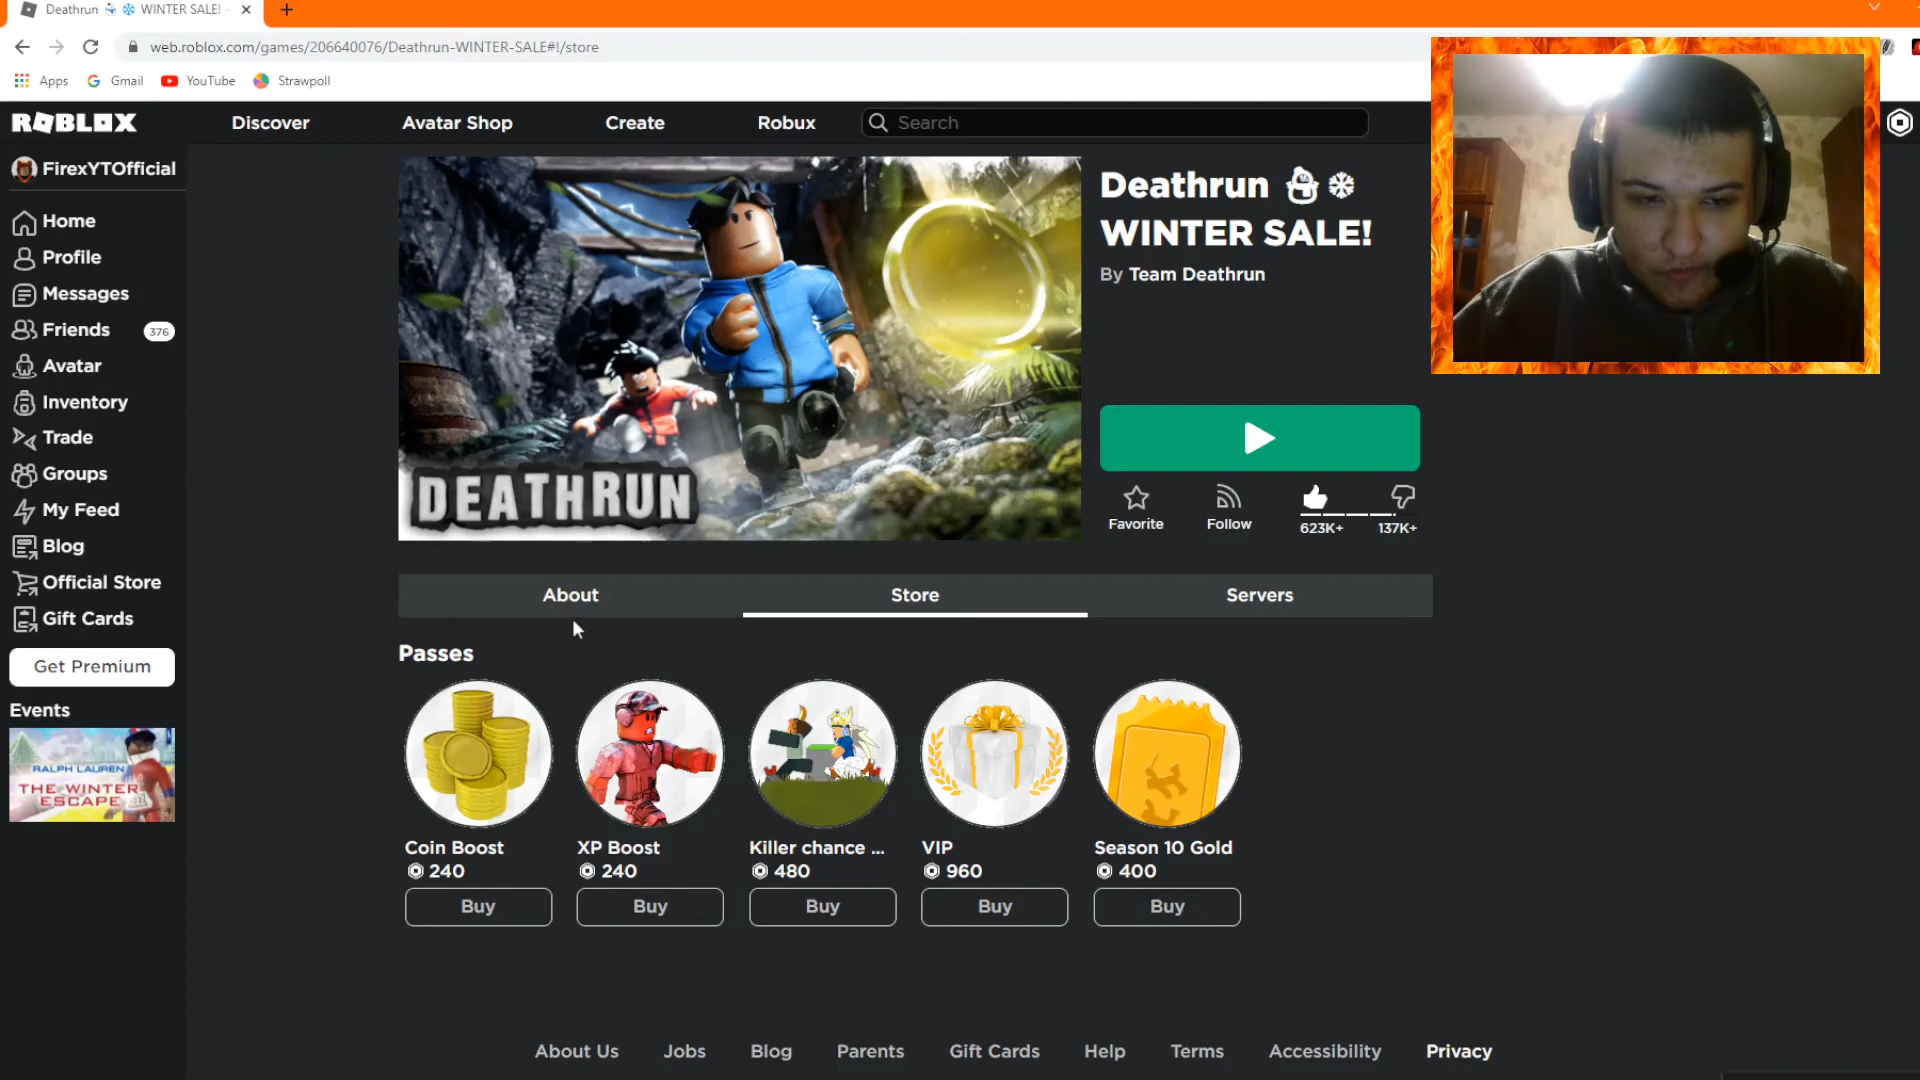 Deathrun ⛄ ❄ WINTER SALE! -
web.roblox.com/games/206640076/Deathrun-WINTER-SALE#!/store
Apps Gmail YouTube Strawpoll
ROBLOX Discover Avatar Shop Create Robux Search
FirexYTOfficial
Home
Profile
Messages
Friends 376
Avatar
Inventory
Trade
Groups
My Feed
Blog
Official Store
Gift Cards
Get Premium
Events
RALPH LAUREN
THE WINTER
ESCAPE
DEATHRUN
Deathrun ⛄❄
WINTER SALE!
By Team Deathrun
Favorite Follow 623K+ 137K+
About Store Servers
Passes
Coin Boost
240
Buy
XP Boost
240
Buy
Killer chance ...
480
Buy
VIP
960
Buy
Season 10 Gold
400
Buy
About Us Jobs Blog Parents Gift Cards Help Terms Accessibility Privacy